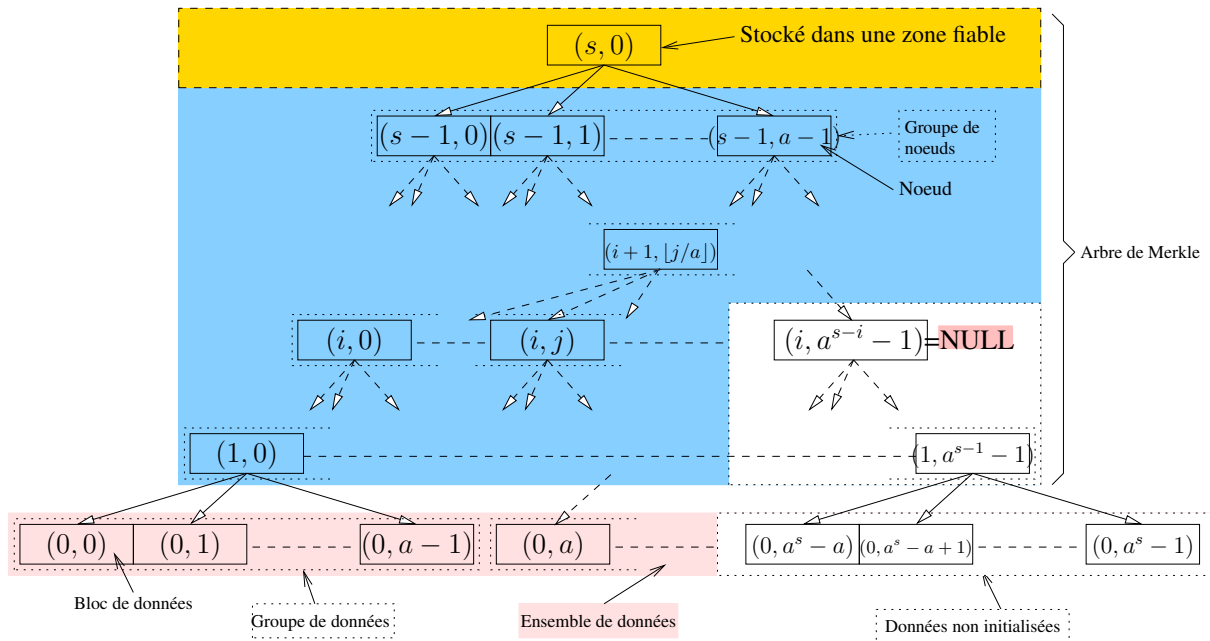 (s, 0)
Stocké dans une zone fiable
(s − 1, 0) (s − 1, 1) (s − 1, a − 1)
Groupe de
noeuds
Noeud
(i + 1, ⌊j/a⌋)
Arbre de Merkle
(i, 0) (i, j) (i, a^{s−i} − 1)=NULL
(1, 0) (1, a^{s−1} − 1)
(0, 0) (0, 1) (0, a − 1) (0, a) (0, a^s − a) (0, a^s − a + 1) (0, a^s − 1)
Bloc de données
Groupe de données
Ensemble de données
Données non initialisées